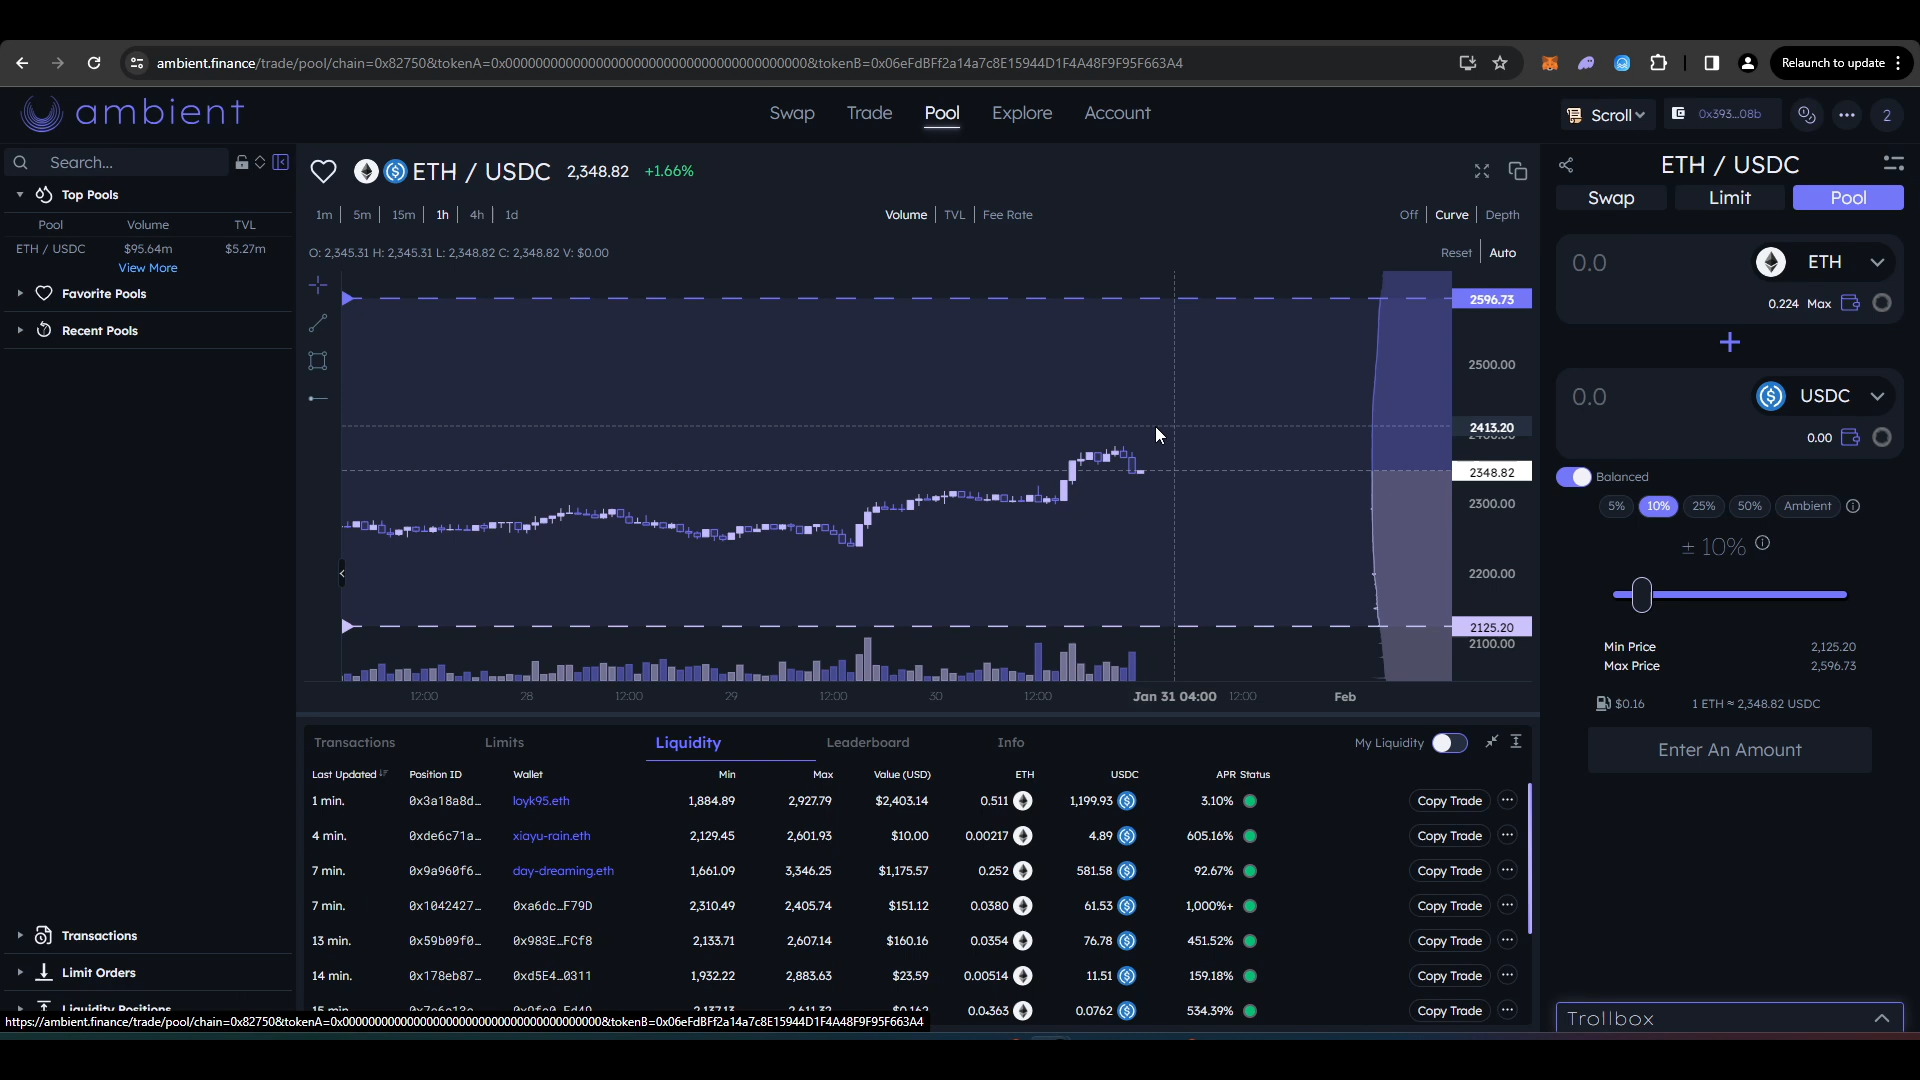 ambient.finance/trade/pool/chain=0x82750&tokenA=0x0000000000000000000000000000000000000000&tokenB=0x06eFdBFf2a14a7c8E15944D1F4A48F9F95F663A4
Relaunch to update
ambient
Swap Trade Pool Explore Account
Scroll 0x393...08b 2
Search...
Top Pools
Pool Volume TVL
ETH / USDC $95.64m $5.27m
View More
Favorite Pools
Recent Pools
Transactions
Limit Orders
Liquidity Positions
ETH / USDC 2,348.82 +1.66%
1m 5m 15m 1h 4h 1d
Volume TVL Fee Rate
Off Curve Depth
O: 2,345.31 H: 2,345.31 L: 2,348.82 C: 2,348.82 V: $0.00
Reset Auto
2596.73
2500.00
2413.20
2400.00
2348.82
2300.00
2200.00
2125.20
2100.00
12:00 28 12:00 29 12:00 30 12:00 Jan 31 04:00 12:00 Feb
Transactions Limits Liquidity Leaderboard Info
My Liquidity
Last Updated Position ID Wallet Min Max Value (USD) ETH USDC APR Status
1 min. 0x3a18a8d… loyk95.eth 1,884.89 2,927.79 $2,403.14 0.511 1,199.93 3.10% Copy Trade
4 min. 0xde6c71a… xiayu-rain.eth 2,129.45 2,601.93 $10.00 0.00217 4.89 605.16% Copy Trade
7 min. 0x9a960f6… day-dreaming.eth 1,661.09 3,346.25 $1,175.57 0.252 581.58 92.67% Copy Trade
7 min. 0x1042427… 0xa6dc…F79D 2,310.49 2,405.74 $151.12 0.0380 61.53 1,000%+ Copy Trade
13 min. 0x59b09f0… 0x983E…FCf8 2,133.71 2,607.14 $160.16 0.0354 76.78 451.52% Copy Trade
14 min. 0x178eb87… 0xd5E4…0311 1,932.22 2,883.63 $23.59 0.00514 11.51 159.18% Copy Trade
15 min. 0.0₄363 0.0762 534.39% Copy Trade
https://ambient.finance/trade/pool/chain=0x82750&tokenA=0x0000000000000000000000000000000000000000&tokenB=0x06eFdBFf2a14a7c8E15944D1F4A48F9F95F663A4
ETH / USDC
Swap Limit Pool
0.0 ETH
0.224 Max
0.0 USDC
0.00
Balanced
5% 10% 25% 50% Ambient
± 10%
Min Price 2,125.20
Max Price 2,596.73
$0.16 1 ETH ≈ 2,348.82 USDC
Enter An Amount
Trollbox